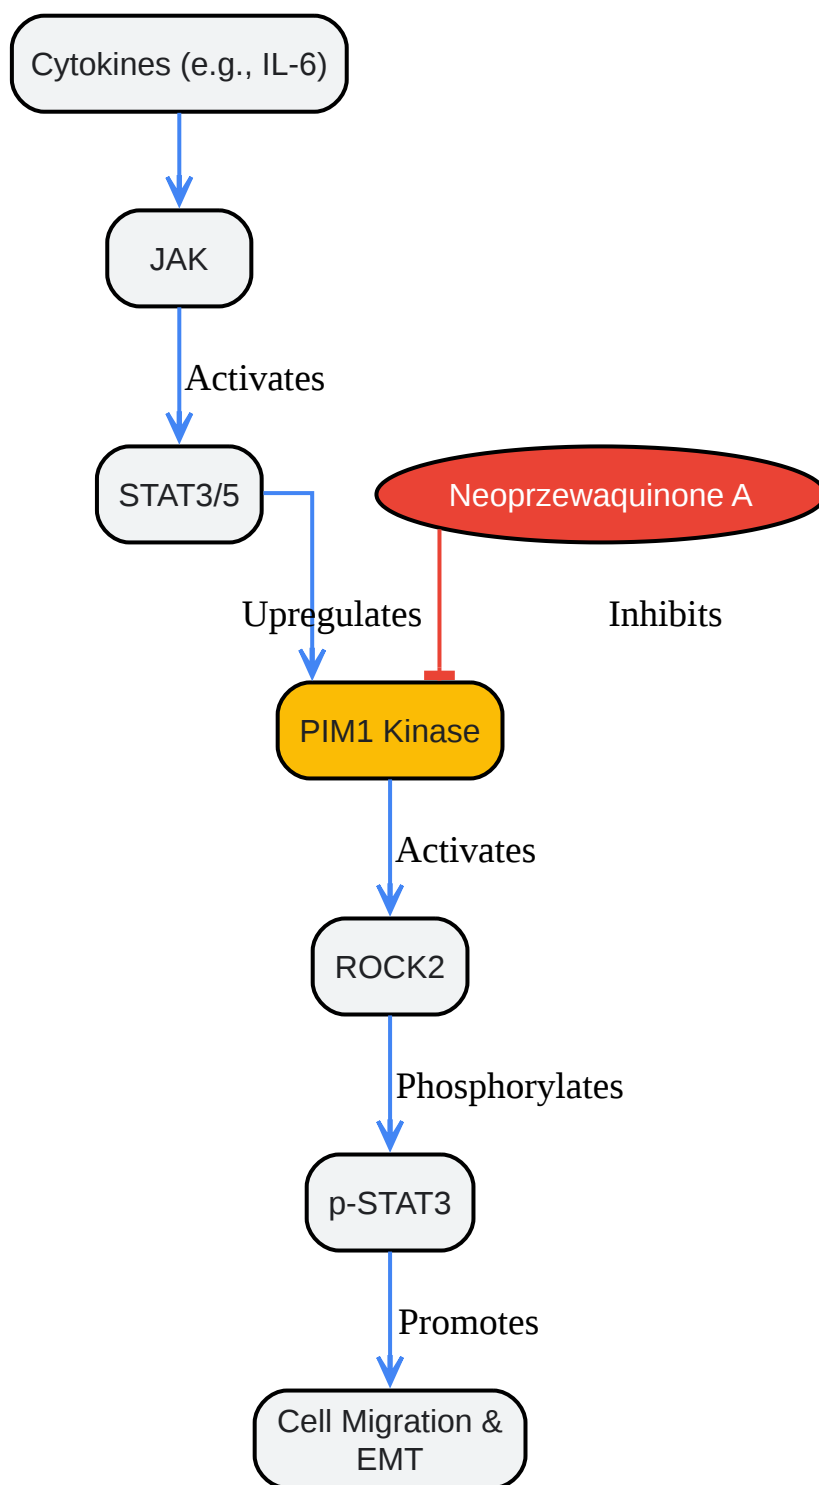 Cytokines (e.g., IL-6)
JAK
Activates
STAT3/5
Neoprzewaquinone A
Upregulates
Inhibits
PIM1 Kinase
Activates
ROCK2
Phosphorylates
p-STAT3
Promotes
Cell Migration &
EMT